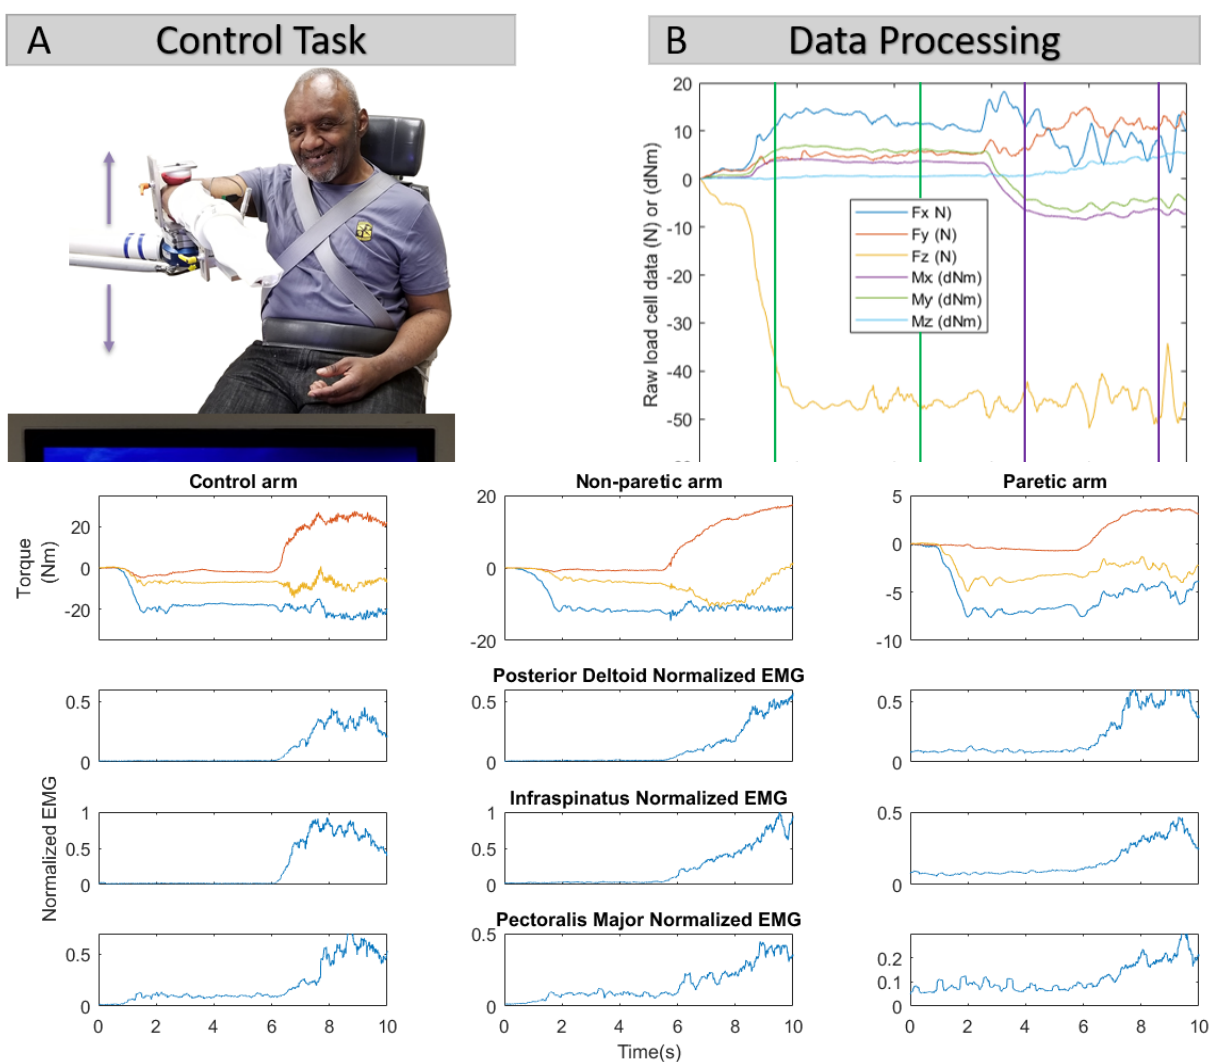 A Control Task
B Data Processing
20
10
0
-10
-20
-30
-40
-50
Raw load cell data (N) or (dNm)
Fx N)
Fy (N)
Fz (N)
Mx (dNm)
My (dNm)
Mz (dNm)
Control arm
Non-paretic arm
Paretic arm
Torque
(Nm)
20
0
-20
20
0
-20
5
0
-5
-10
Posterior Deltoid Normalized EMG
0.5
0
0.5
0
0.5
0
Normalized EMG
Infraspinatus Normalized EMG
1
0.5
0
1
0.5
0
0.5
0
Pectoralis Major Normalized EMG
0.5
0
0.5
0
0.2
0.1
0
0 2 4 6 8 10
0 2 4 6 8 10
0 2 4 6 8 10
Time(s)